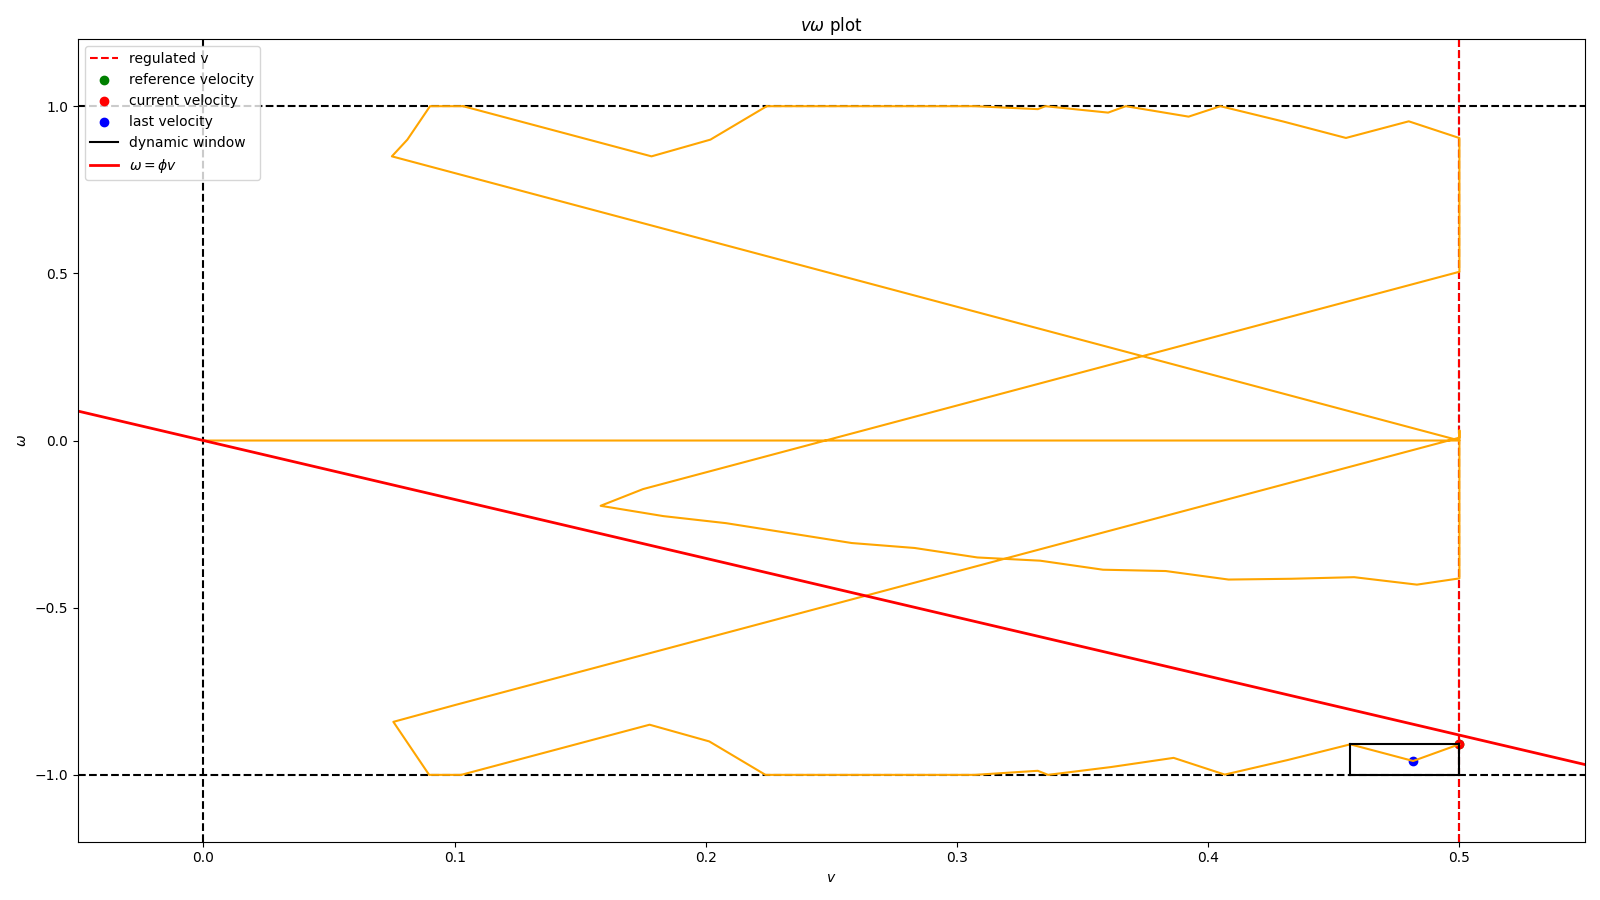 vω plot
regulated v
reference velocity
current velocity
last velocity
dynamic window
ω = ϕv
1.0
0.5
0.0
−0.5
−1.0
ω
0.0 0.1 0.2 0.3 0.4 0.5
v